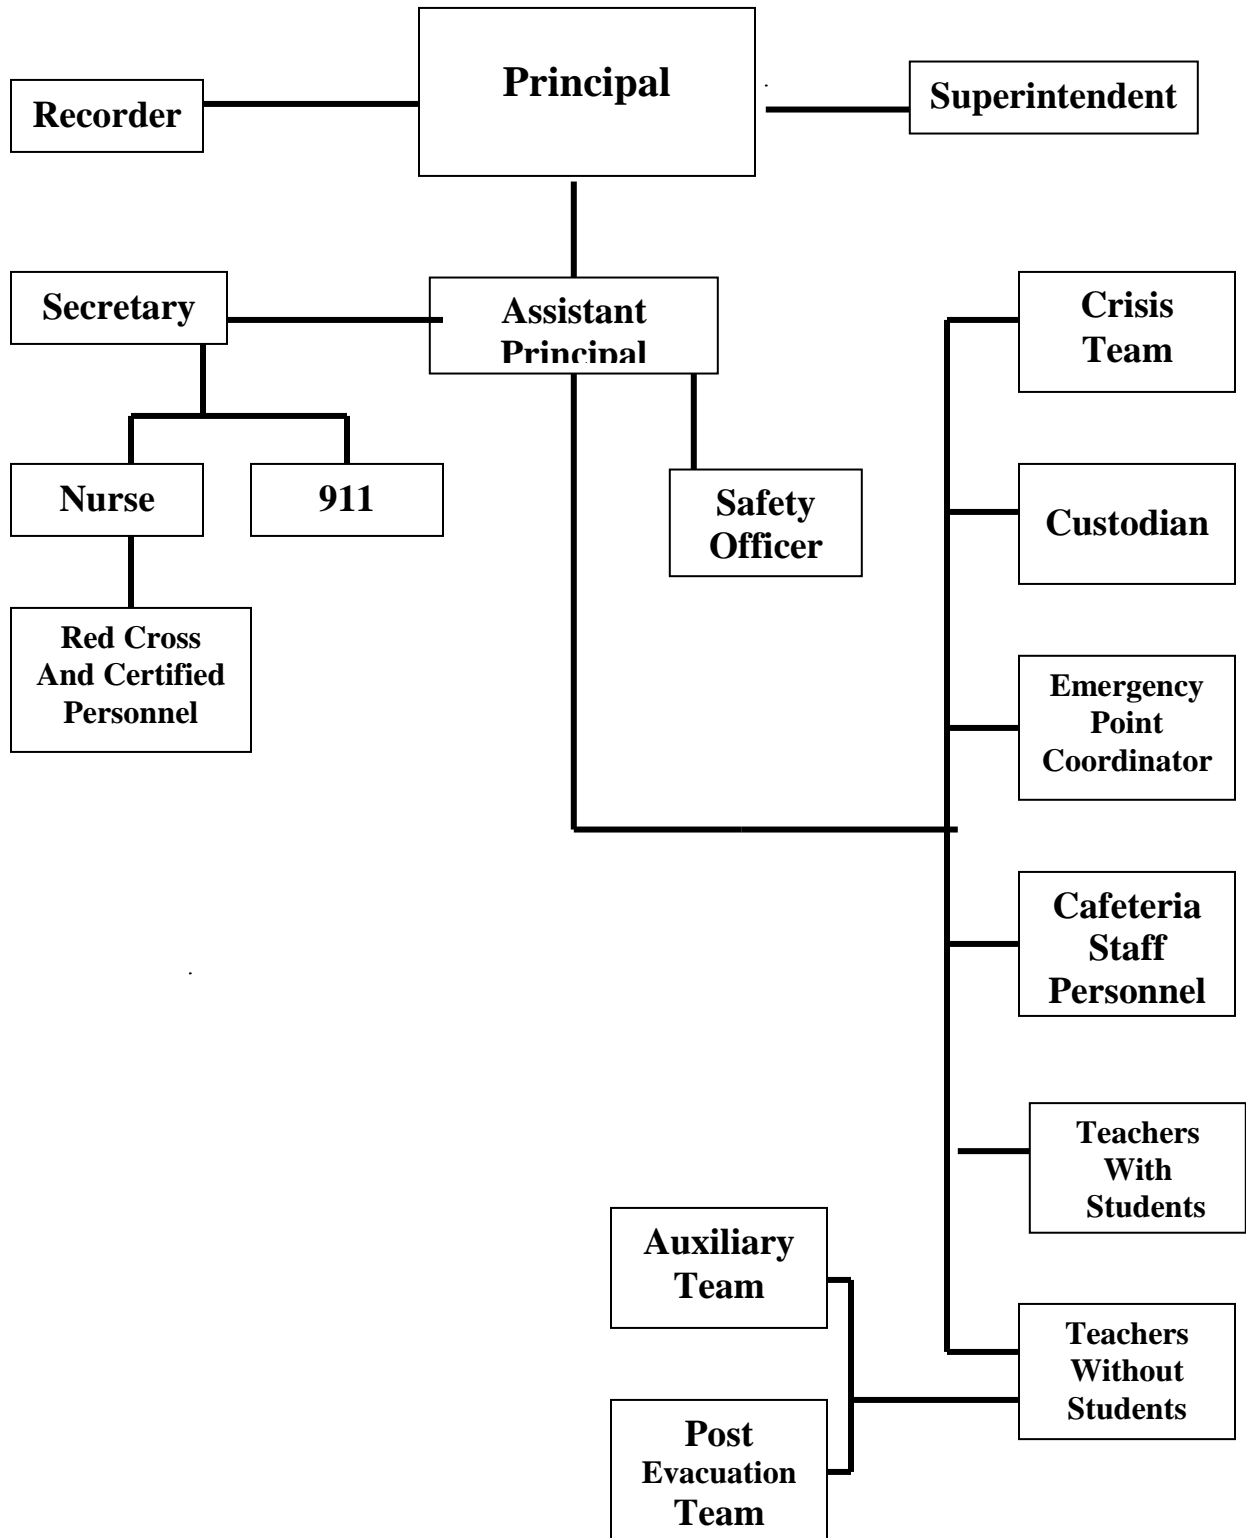 Principal
Recorder
Superintendent
Secretary
Assistant
Principal
Crisis
Team
Nurse
911
Safety
Officer
Custodian
Red Cross
And Certified
Personnel
Emergency
Point
Coordinator
Cafeteria
Staff
Personnel
Teachers
With
Students
Auxiliary
Team
Teachers
Without
Students
Post
Evacuation
Team